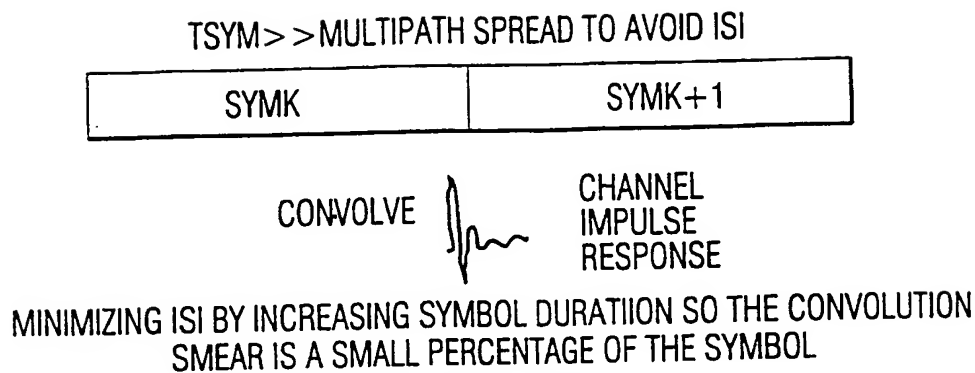 TSYM>>MULTIPATH SPREAD TO AVOID ISI
SYMK SYMK+1
CONVOLVE CHANNEL
IMPULSE
RESPONSE
MINIMIZING ISI BY INCREASING SYMBOL DURATIION SO THE CONVOLUTION
SMEAR IS A SMALL PERCENTAGE OF THE SYMBOL